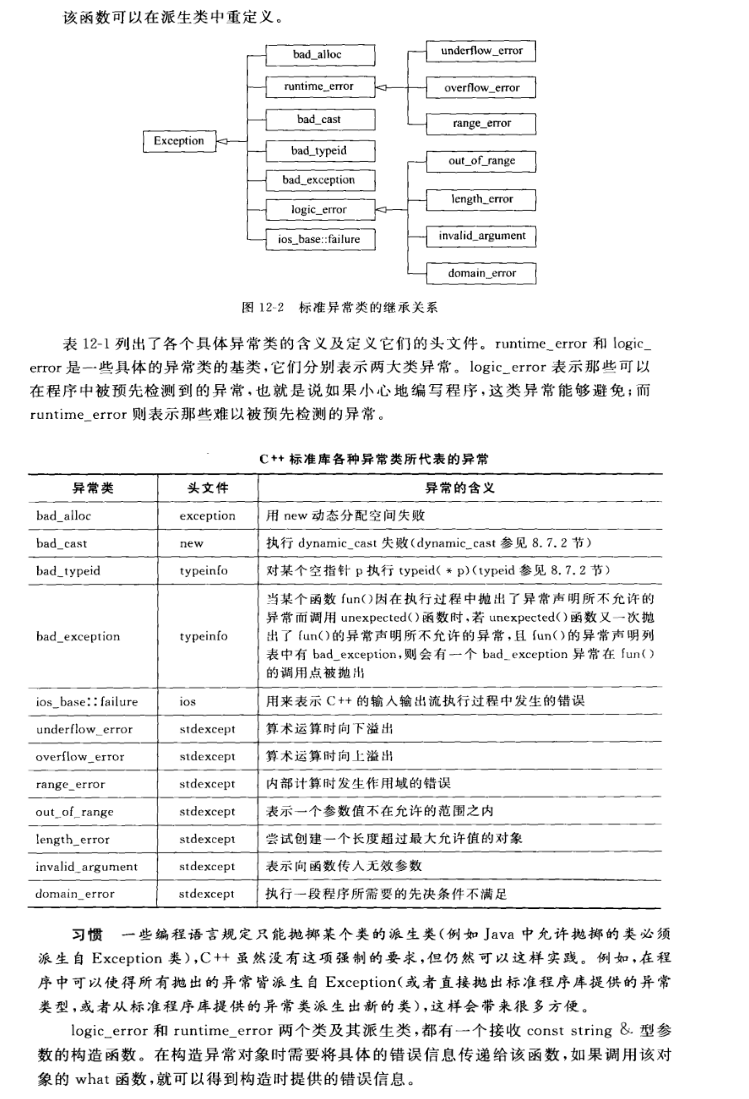 该函数可以在派生类中重定义。
bad_alloc
runtime_error
bad_cast
Exception
bad_typeid
bad_exception
logic_error
ios_base::failure
underflow_error
overflow_error
range_error
out_of_range
length_error
invalid_argument
domain_error
图 12-2 标准异常类的继承关系
表 12-1 列出了各个具体异常类的含义及定义它们的头文件。runtime_error 和 logic_
error 是一些具体的异常类的基类,它们分别表示两大类异常。logic_error 表示那些可以
在程序中被预先检测到的异常,也就是说如果小心地编写程序,这类异常能够避免;而
runtime_error 则表示那些难以被预先检测的异常。
C++ 标准库各种异常类所代表的异常
异常类 头文件 异常的含义
bad_alloc exception 用 new 动态分配空间失败
bad_cast new 执行 dynamic_cast 失败(dynamic_cast 参见 8.7.2 节)
bad_typeid typeinfo 对某个空指针 p 执行 typeid(*p)(typeid 参见 8.7.2 节)
bad_exception typeinfo 当某个函数 fun()因在执行过程中抛出了异常声明所不允许的
异常而调用 unexpected()函数时,若 unexpected()函数又一次抛
出了 fun()的异常声明所不允许的异常,且 fun()的异常声明列
表中有 bad_exception,则会有一个 bad_exception 异常在 fun()
的调用点被抛出
ios_base::failure ios 用来表示 C++ 的输入输出流执行过程中发生的错误
underflow_error stdexcept 算术运算时向下溢出
overflow_error stdexcept 算术运算时向上溢出
range_error stdexcept 内部计算时发生作用域的错误
out_of_range stdexcept 表示一个参数值不在允许的范围之内
length_error stdexcept 尝试创建一个长度超过最大允许值的对象
invalid_argument stdexcept 表示向函数传入无效参数
domain_error stdexcept 执行一段程序所需要的先决条件不满足
习惯 一些编程语言规定只能抛掷某个类的派生类(例如 Java 中允许抛掷的类必须
派生自 Exception 类),C++ 虽然没有这项强制的要求,但仍然可以这样实践。例如,在程
序中可以使得所有抛出的异常皆派生自 Exception(或者直接抛出标准程序库提供的异常
类型,或者从标准程序库提供的异常类派生出新的类),这样会带来很多方便。
logic_error 和 runtime_error 两个类及其派生类,都有一个接收 const string & 型参
数的构造函数。在构造异常对象时需要将具体的错误信息传递给该函数,如果调用该对
象的 what 函数,就可以得到构造时提供的错误信息。